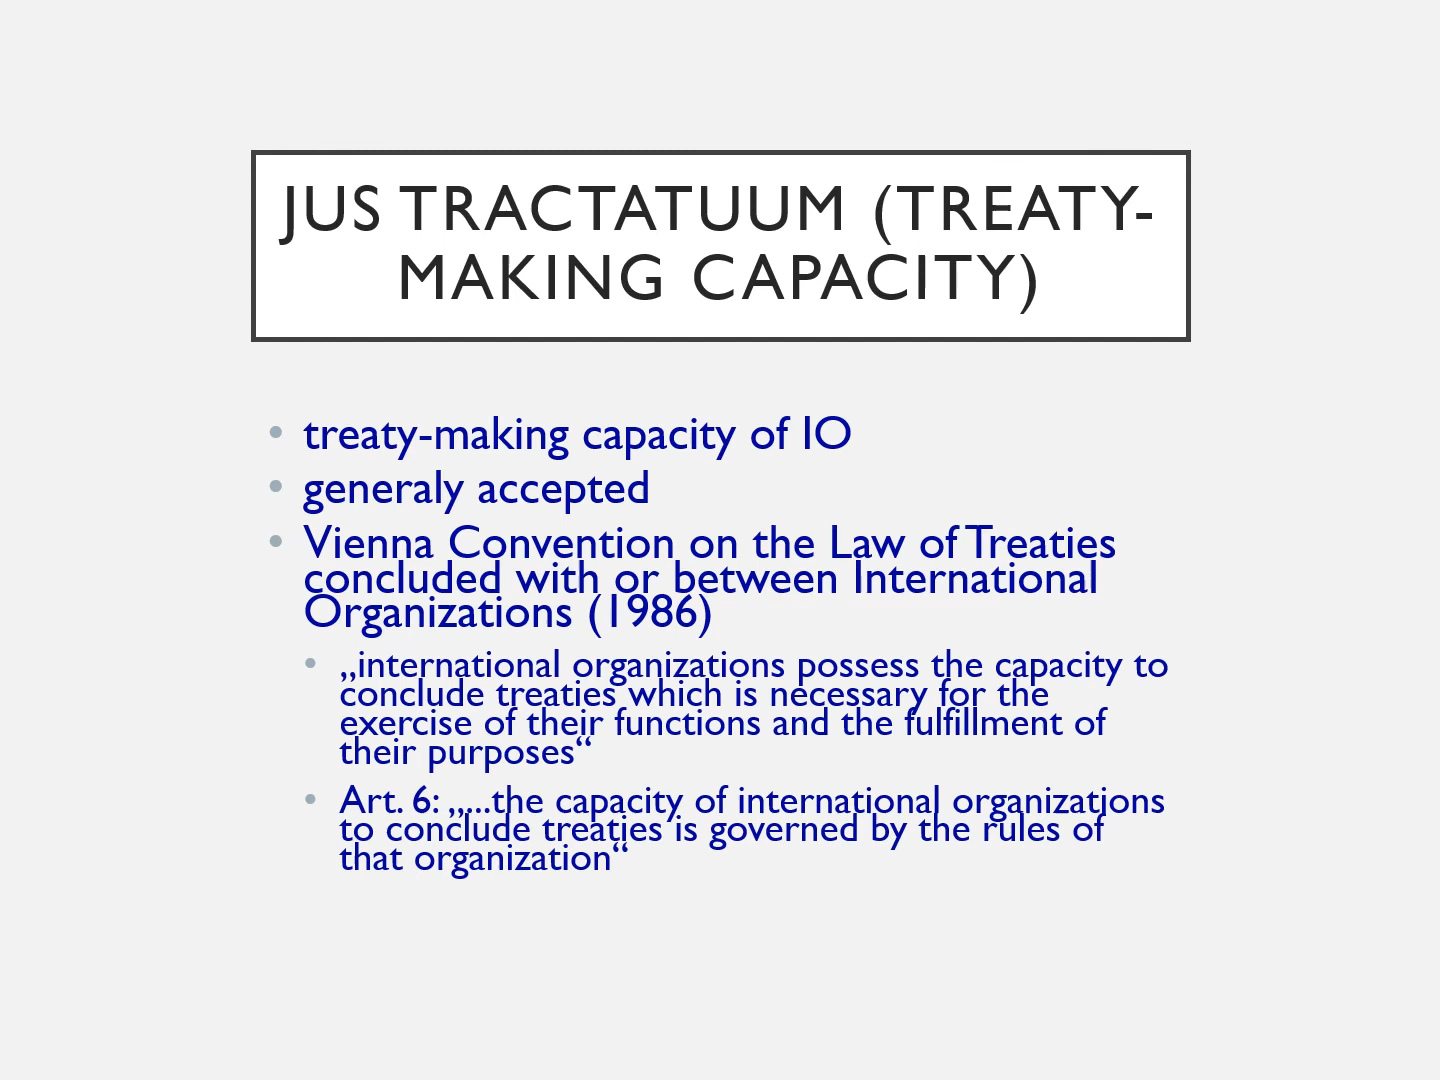 JUS TRACTATUUM (TREATY-
MAKING CAPACITY)
• treaty-making capacity of IO
• generaly accepted
• Vienna Convention on the Law of Treaties
concluded with or between International
Organizations (1986)
• „international organizations possess the capacity to
conclude treaties which is necessary for the
exercise of their functions and the fulfillment of
their purposes“
• Art. 6: „...the capacity of international organizations
to conclude treaties is governed by the rules of
that organization“